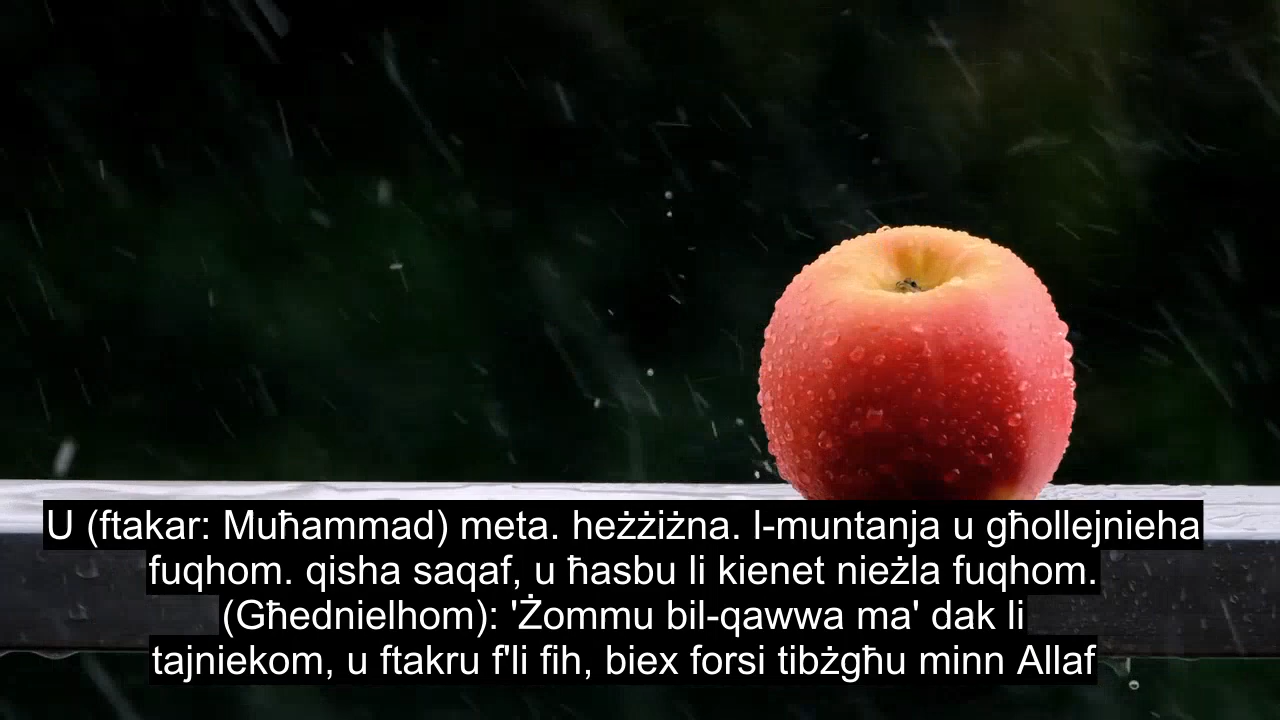 U (ftakar: Muħammad) meta. heżżiżna. l-muntanja u għollejnieha
fuqhom. qisha saqaf, u ħasbu li kienet nieżla fuqhom.
(Għednielhom): 'Żommu bil-qawwa ma' dak li
tajniekom, u ftakru f'li fih, biex forsi tibżgħu minn Allaf